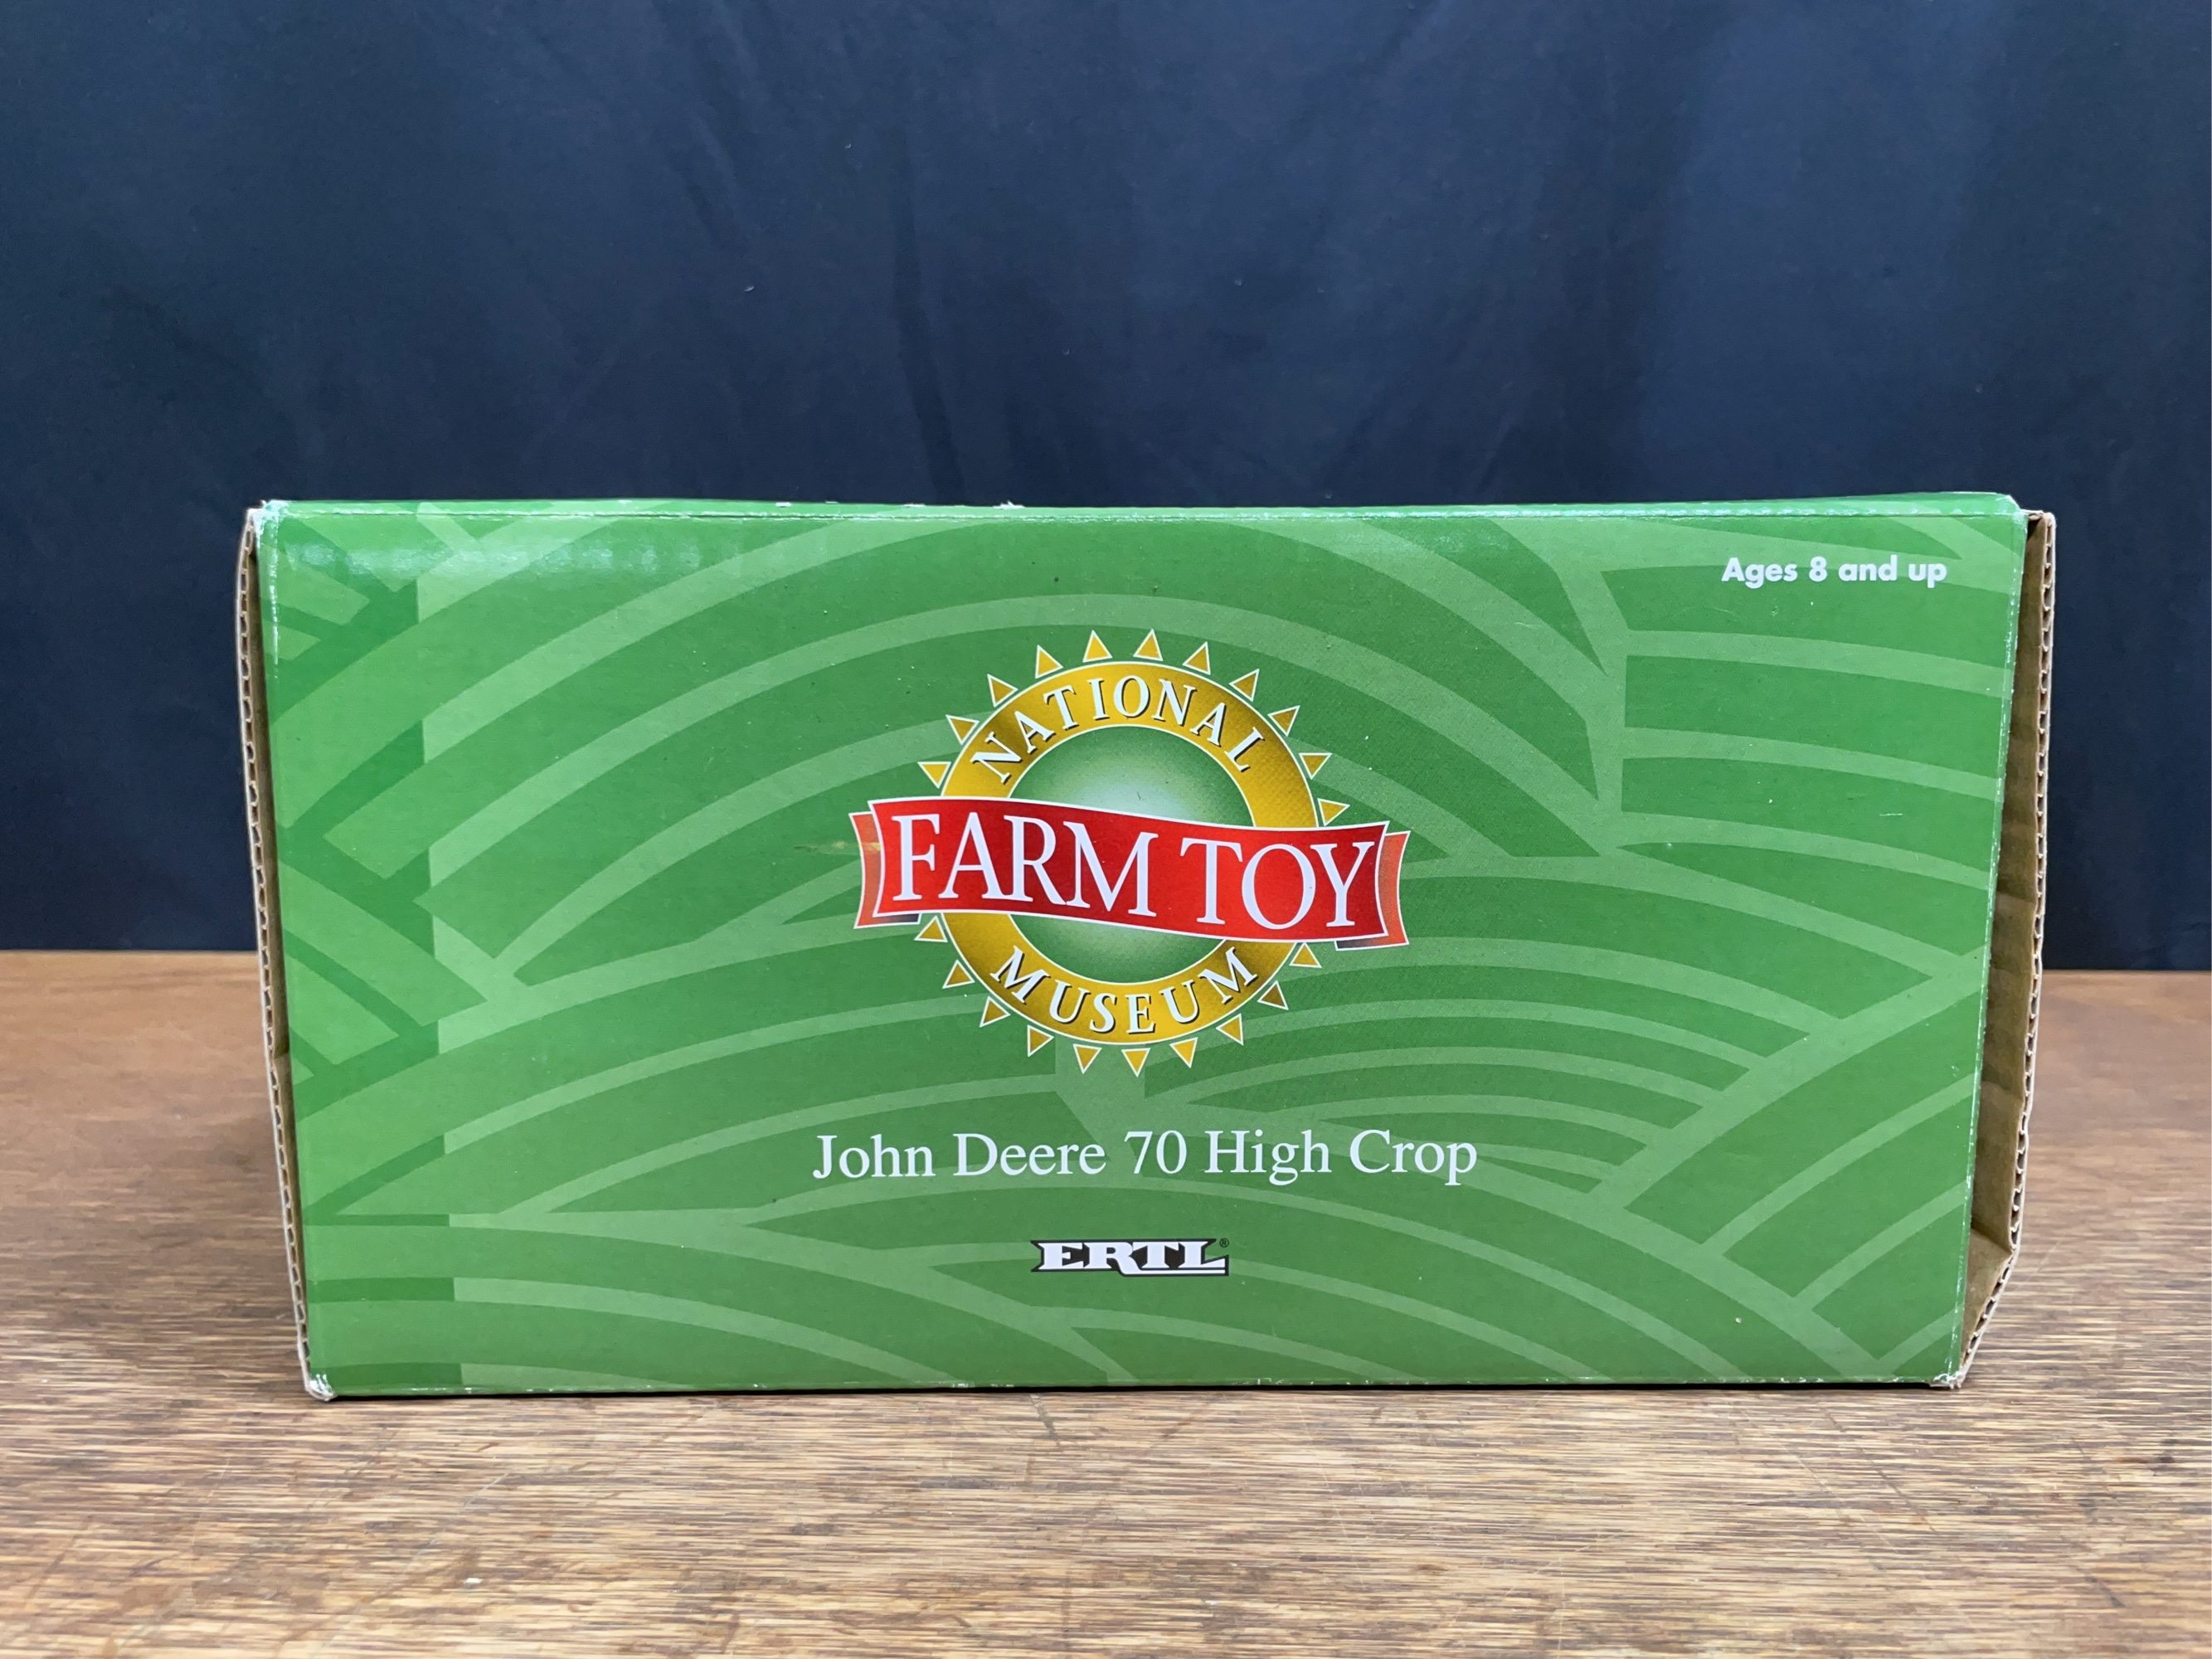 Ages 8 and up
NATIONAL
FARM TOY
MUSEUM
John Deere 70 High Crop
ERTL®